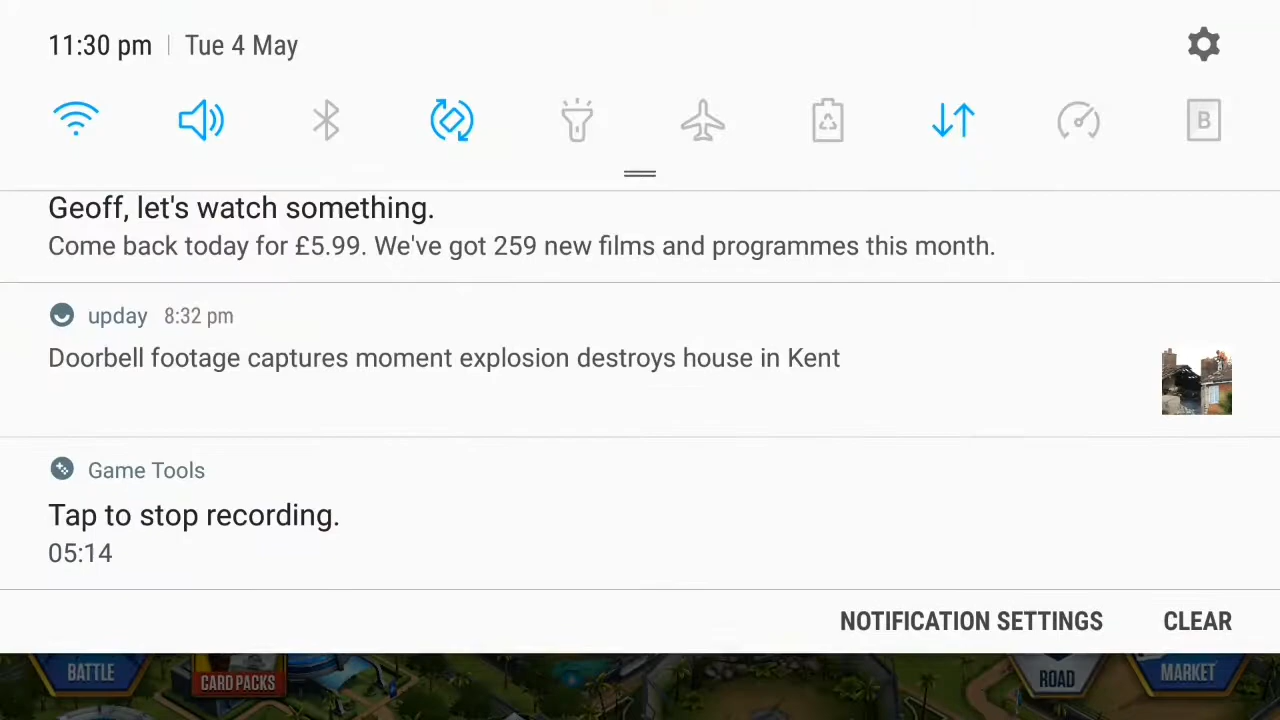 11:30 pm | Tue 4 May
B
Geoff, let's watch something.
Come back today for £5.99. We've got 259 new films and programmes this month.
upday 8:32 pm
Doorbell footage captures moment explosion destroys house in Kent
Game Tools
Tap to stop recording.
05:14
NOTIFICATION SETTINGS CLEAR
BATTLE CARD PACKS ROAD MARKET